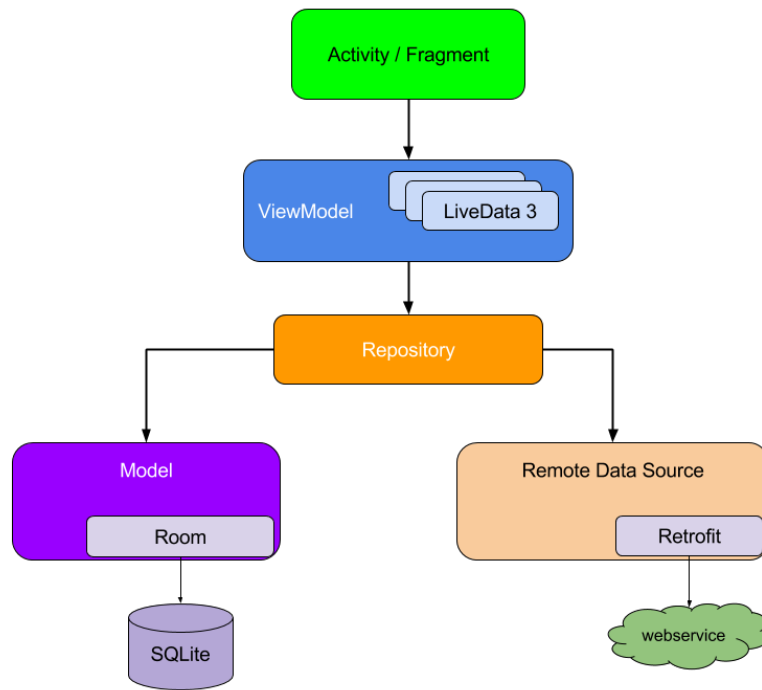 Activity / Fragment
ViewModel
LiveData 3
Repository
Model
Remote Data Source
Room
Retrofit
SQLite
webservice